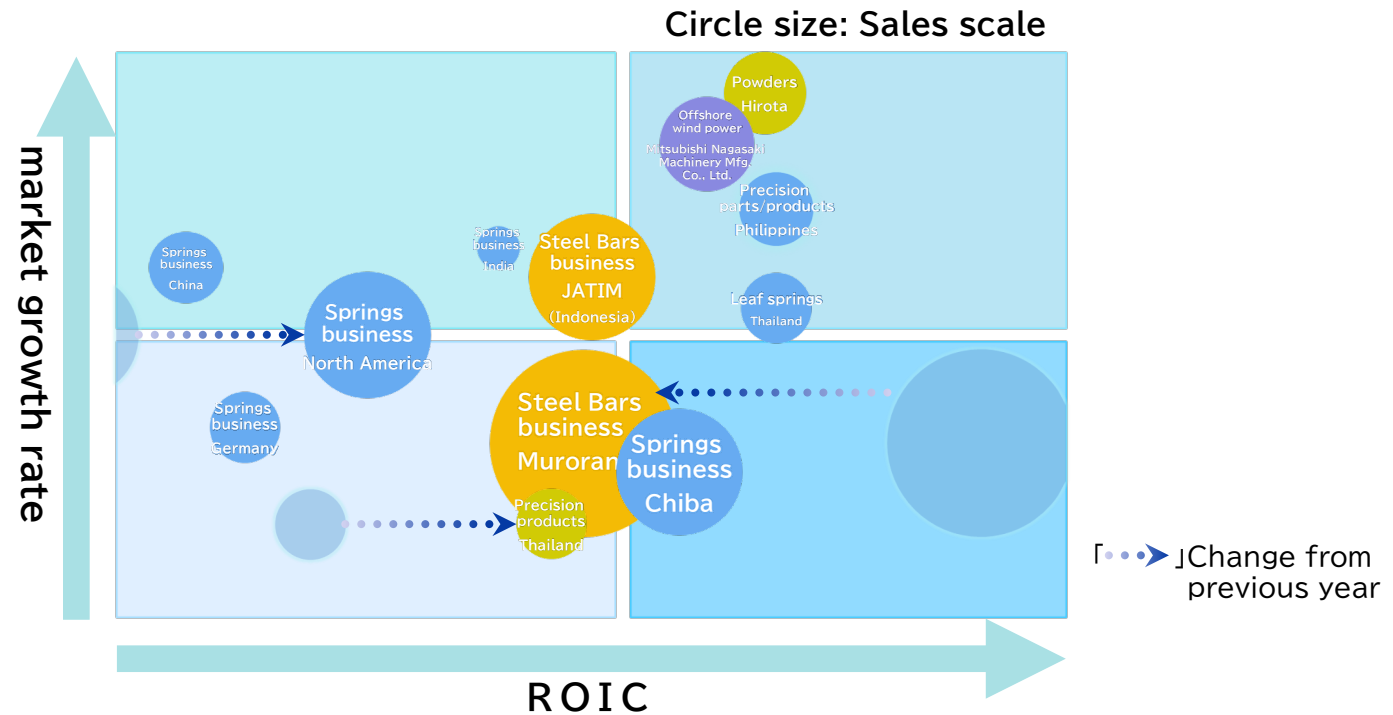 Circle size: Sales scale
market growth rate
Powders
Hirota
Offshore
wind power
Mitsubishi Nagasaki
Machinery Mfg.
Co., Ltd.
Precision
parts/products
Philippines
Springs
business
China
Springs
business
India
Steel Bars
business
JATIM
(Indonesia)
Leaf springs
Thailand
Springs
business
North America
Springs
business
Germany
Steel Bars
business
Muroran
Springs
business
Chiba
Precision
products
Thailand
「 」Change from
previous year
ROIC